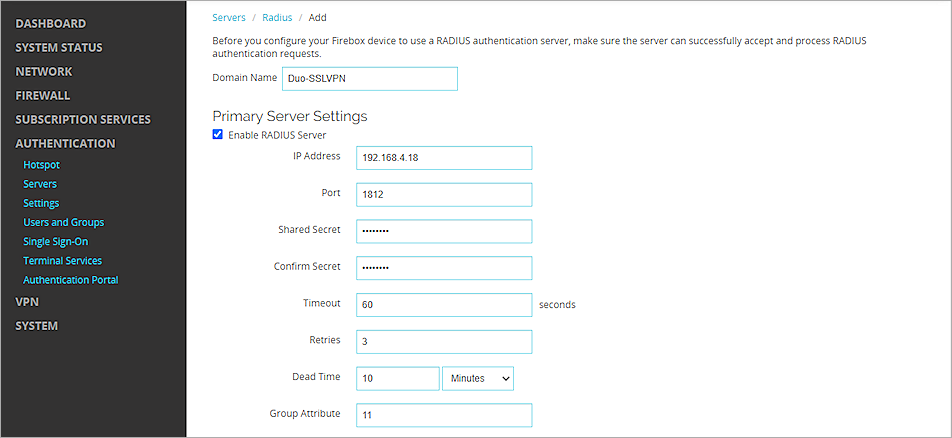 DASHBOARD
SYSTEM STATUS
NETWORK
FIREWALL
SUBSCRIPTION SERVICES
AUTHENTICATION
Hotspot
Servers
Settings
Users and Groups
Single Sign-On
Terminal Services
Authentication Portal
VPN
SYSTEM
Servers / Radius / Add
Before you configure your Firebox device to use a RADIUS authentication server, make sure the server can successfully accept and process RADIUS
authentication requests.
Domain Name Duo-SSLVPN
Primary Server Settings
Enable RADIUS Server
IP Address 192.168.4.18
Port 1812
Shared Secret ••••••••
Confirm Secret ••••••••
Timeout 60 seconds
Retries 3
Dead Time 10 Minutes
Group Attribute 11